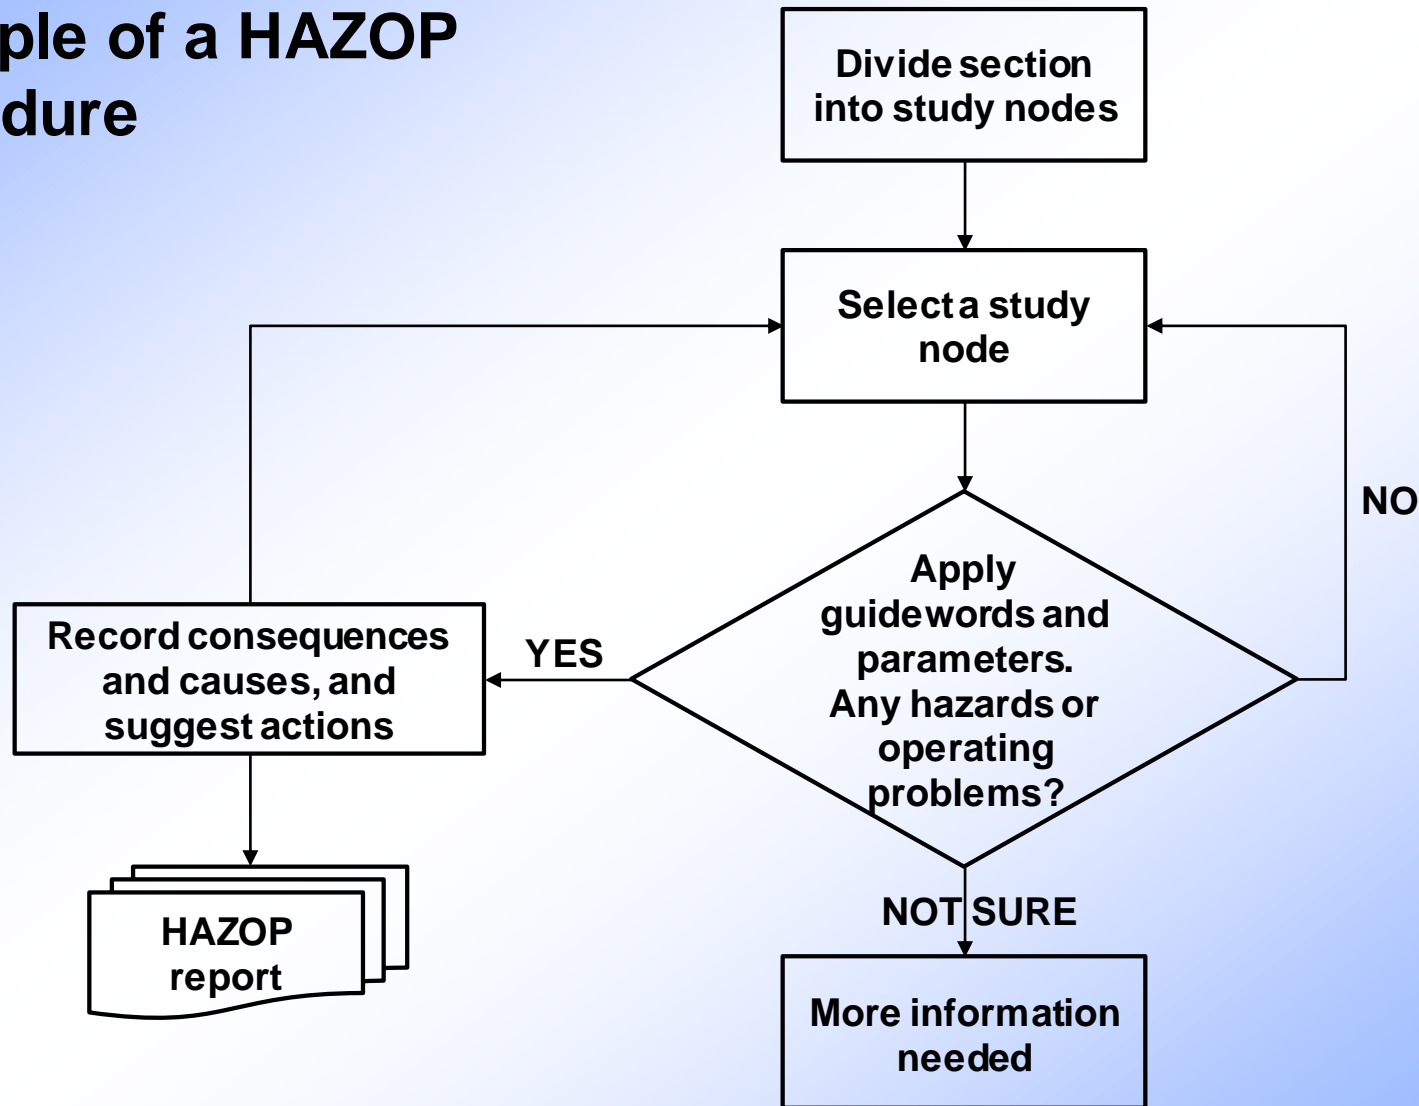 ple of a HAZOP
dure
Divide section
into study nodes
Select a study
node
NO
Apply
guidewords and
parameters.
Any hazards or
operating
problems?
YES
Record consequences
and causes, and
suggest actions
HAZOP
report
NOT SURE
More information
needed